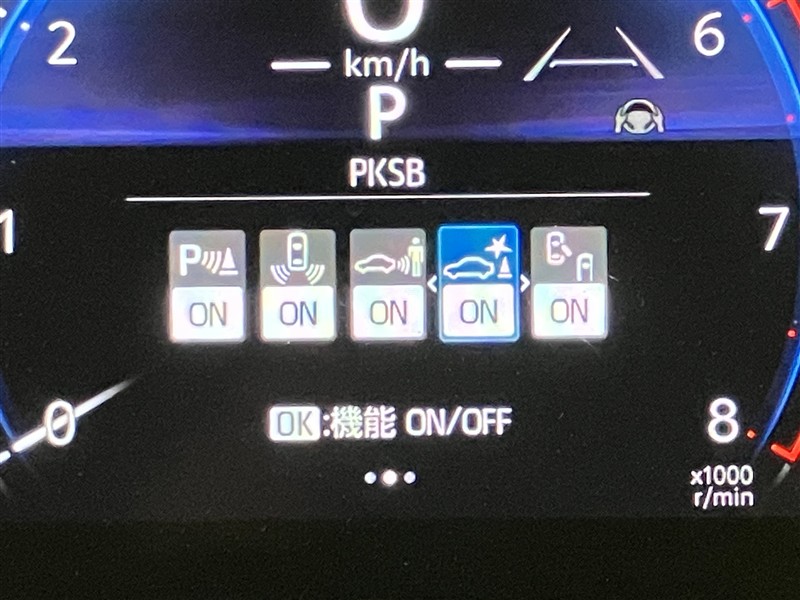 0
2
6
km/h
P
PKSB
1
7
P
ON ON ON ON ON
OK:機能 ON/OFF
0
8
x1000
r/min